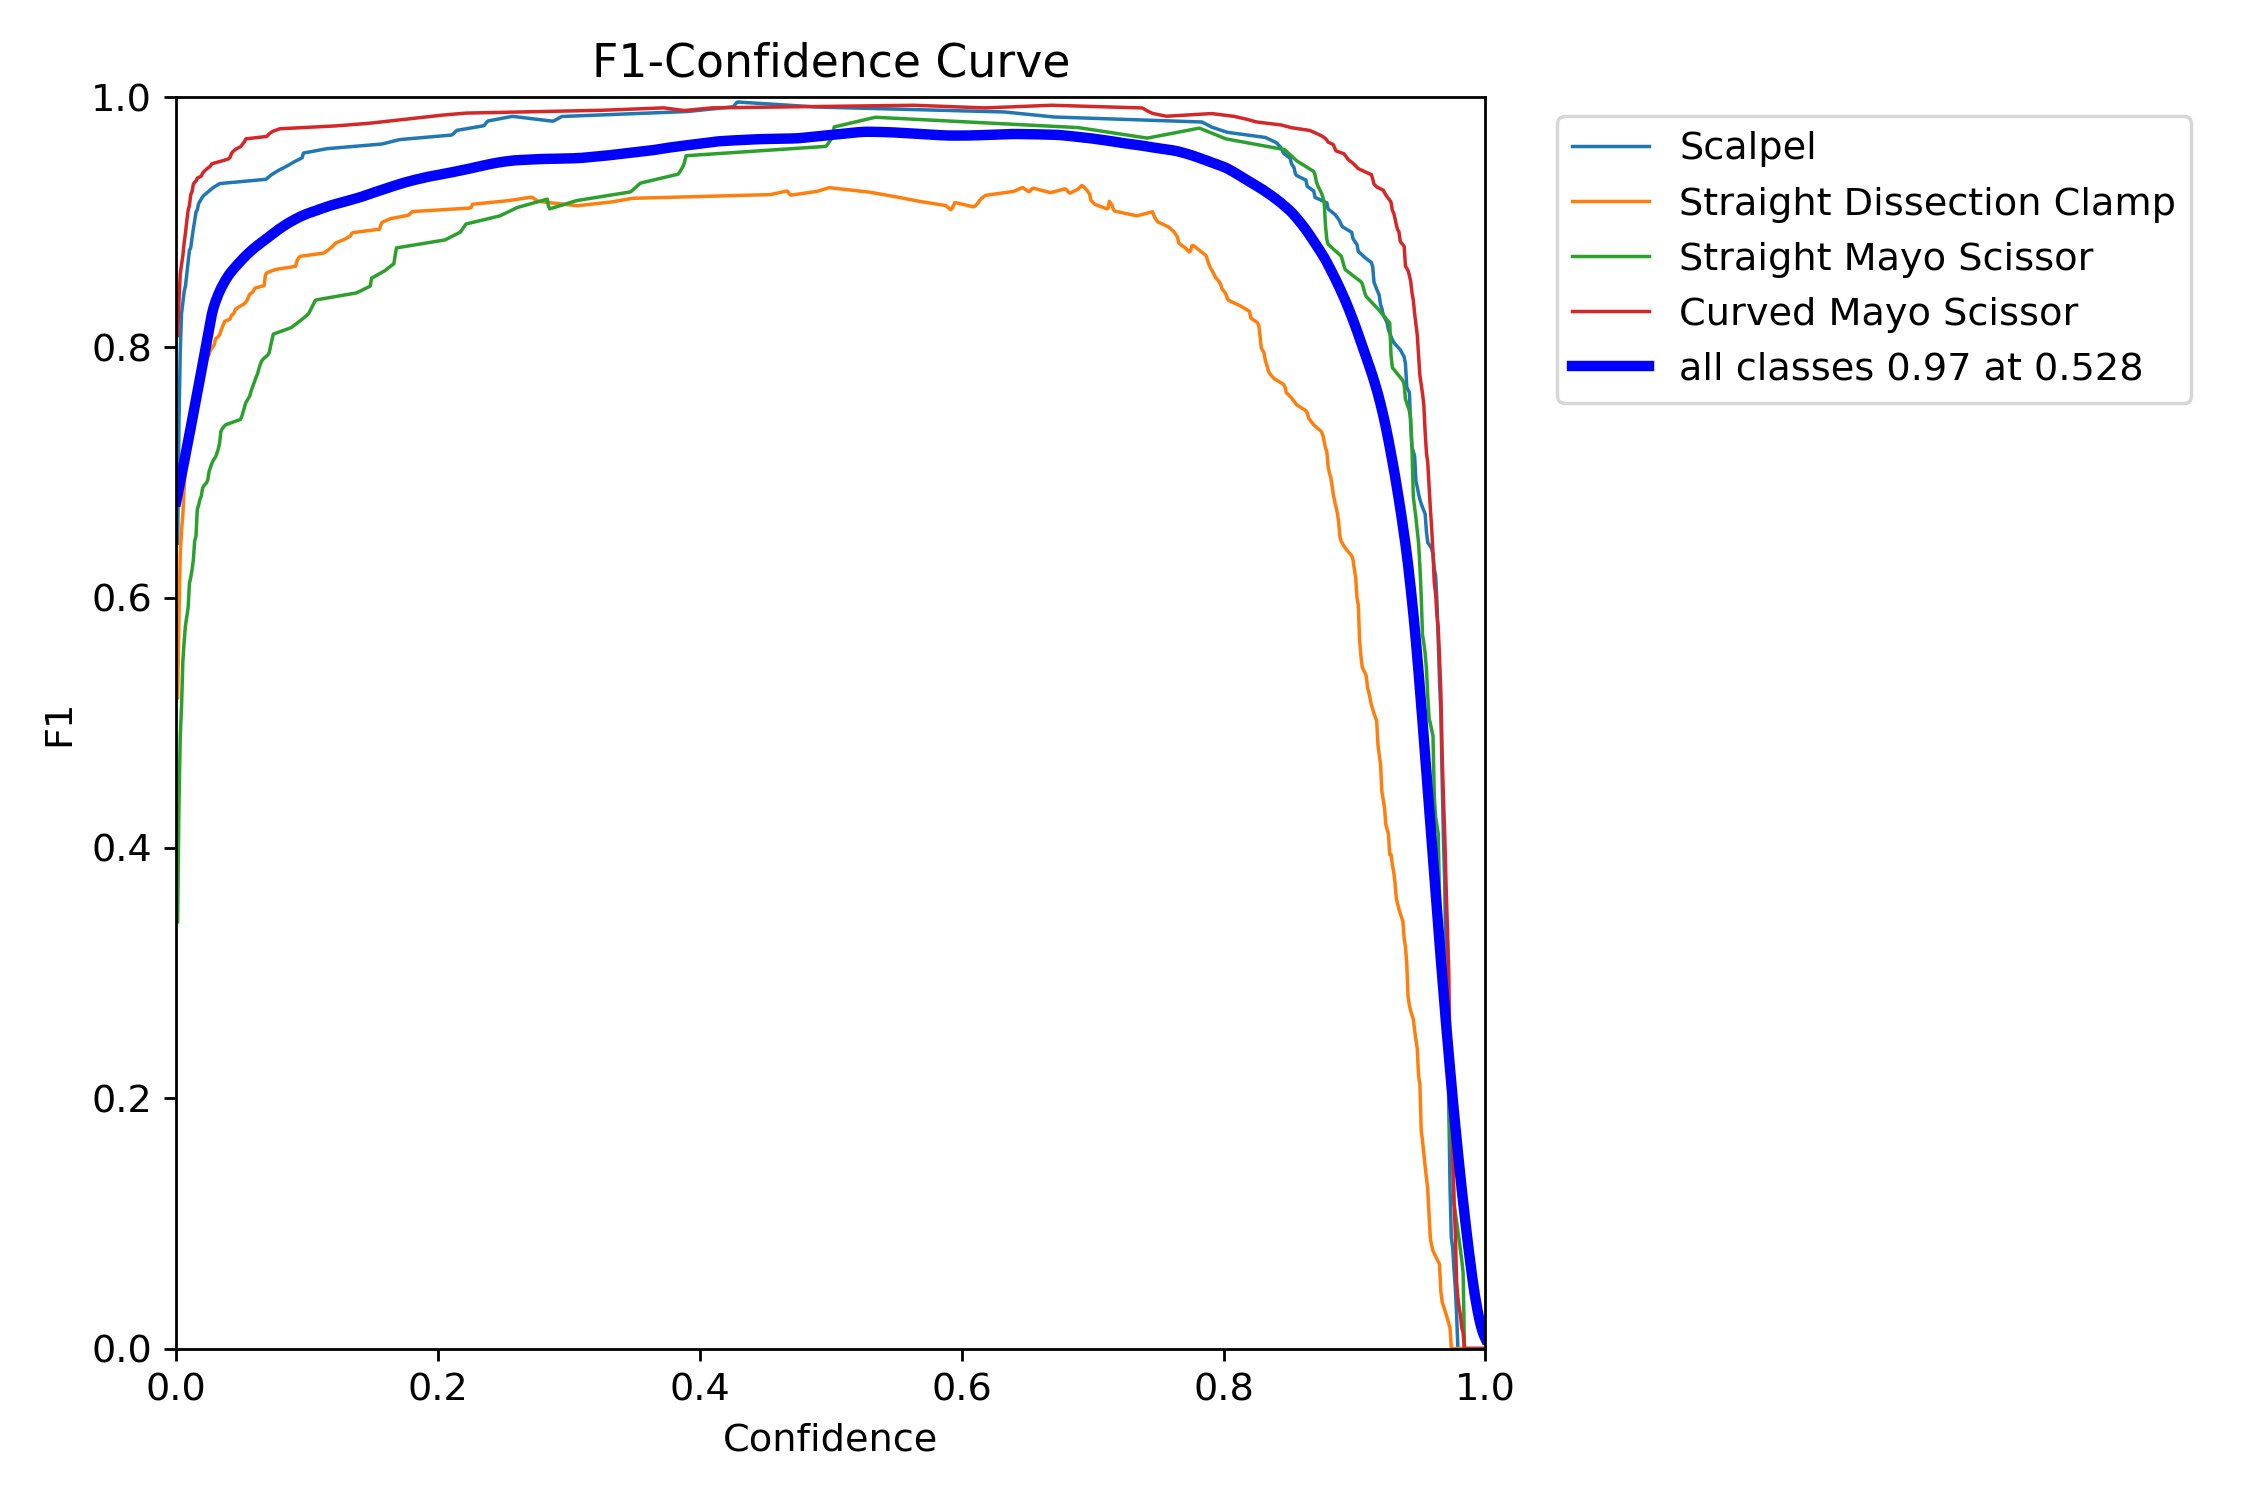 F1-Confidence Curve
1.0
0.8
0.6
0.4
0.2
0.0
F1
0.0 0.2 0.4 0.6 0.8 1.0
Confidence
Scalpel
Straight Dissection Clamp
Straight Mayo Scissor
Curved Mayo Scissor
all classes 0.97 at 0.528